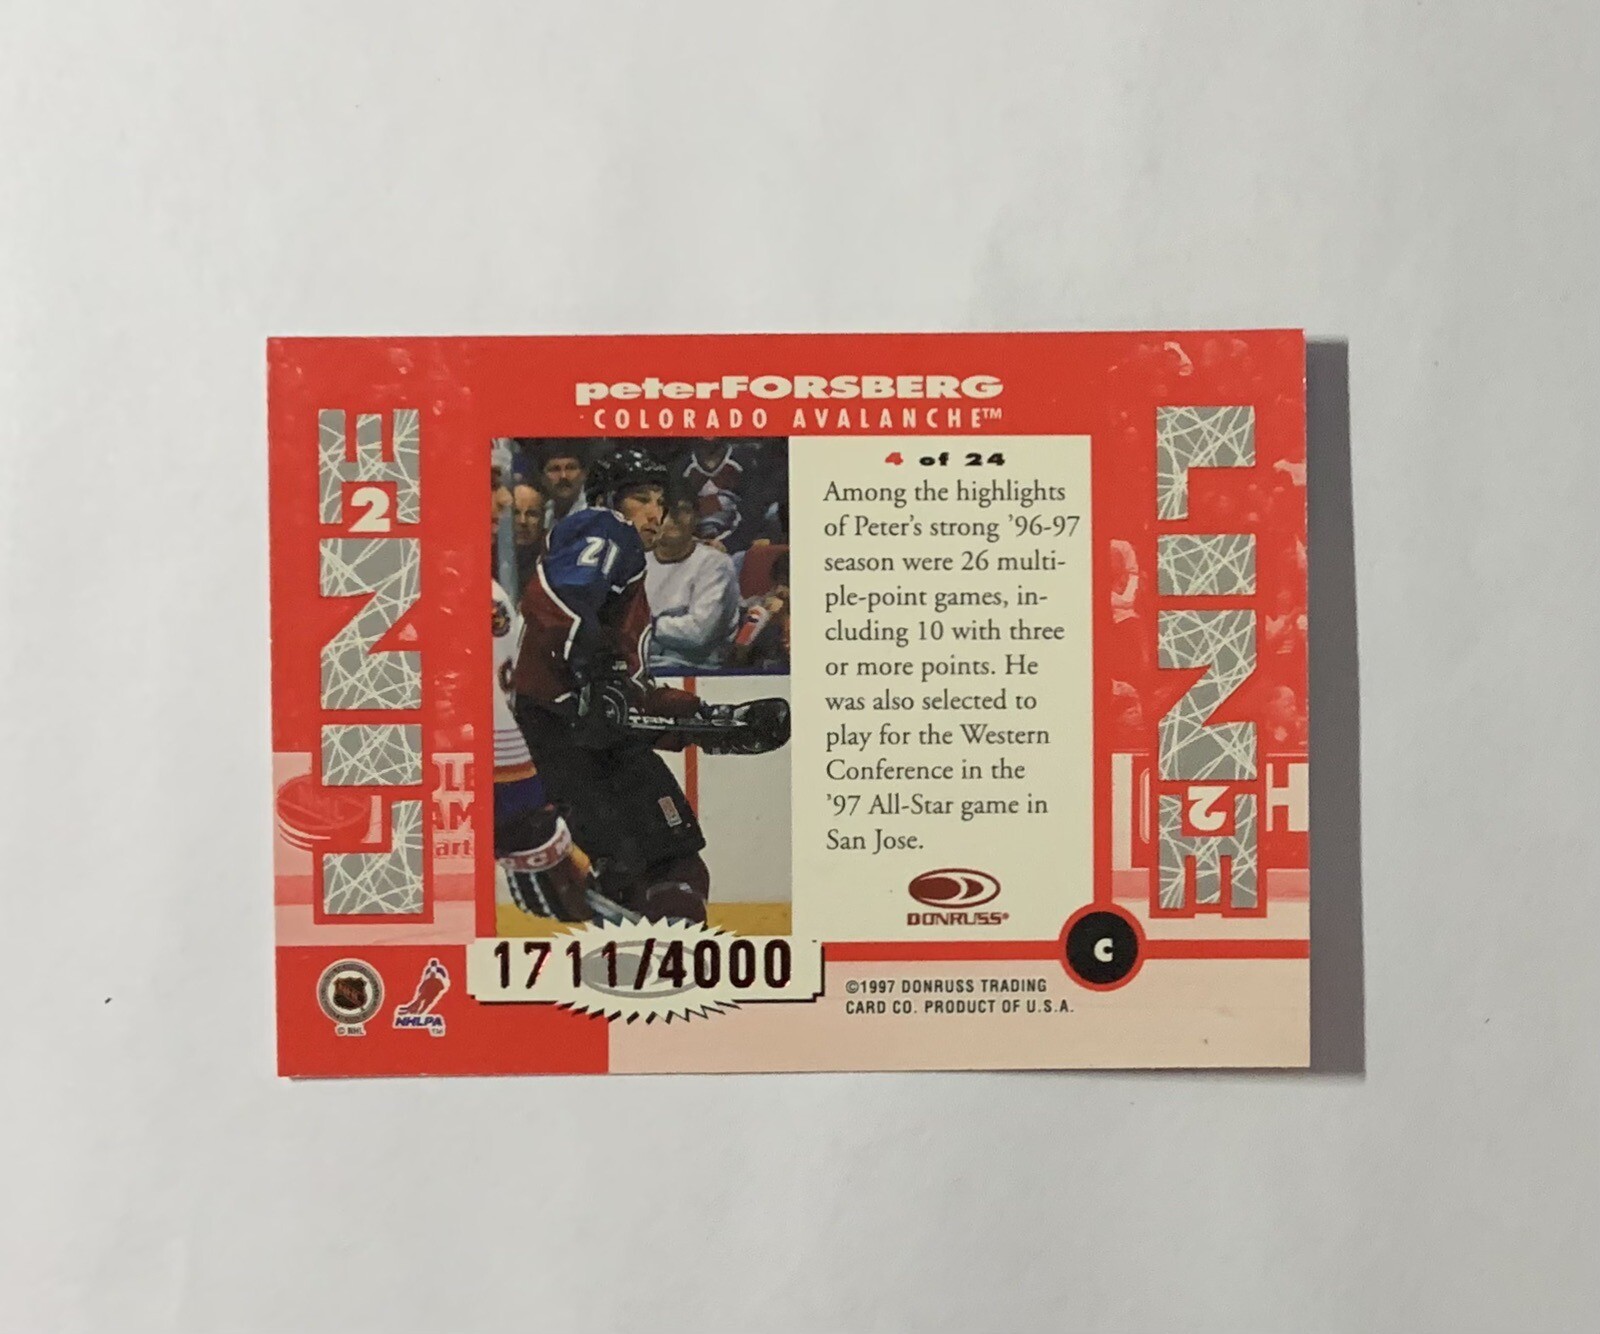 peterFORSBERG
COLORADO AVALANCHE™
LINE
2
LINE
2
21
4 of 24
Among the highlights
of Peter's strong '96-97
season were 26 multi-
ple-point games, in-
cluding 10 with three
or more points. He
was also selected to
play for the Western
Conference in the
'97 All-Star game in
San Jose.
DONRUSS®
C
1711/4000
©1997 DONRUSS TRADING
CARD CO. PRODUCT OF U.S.A.
© NHL
NHLPA
™